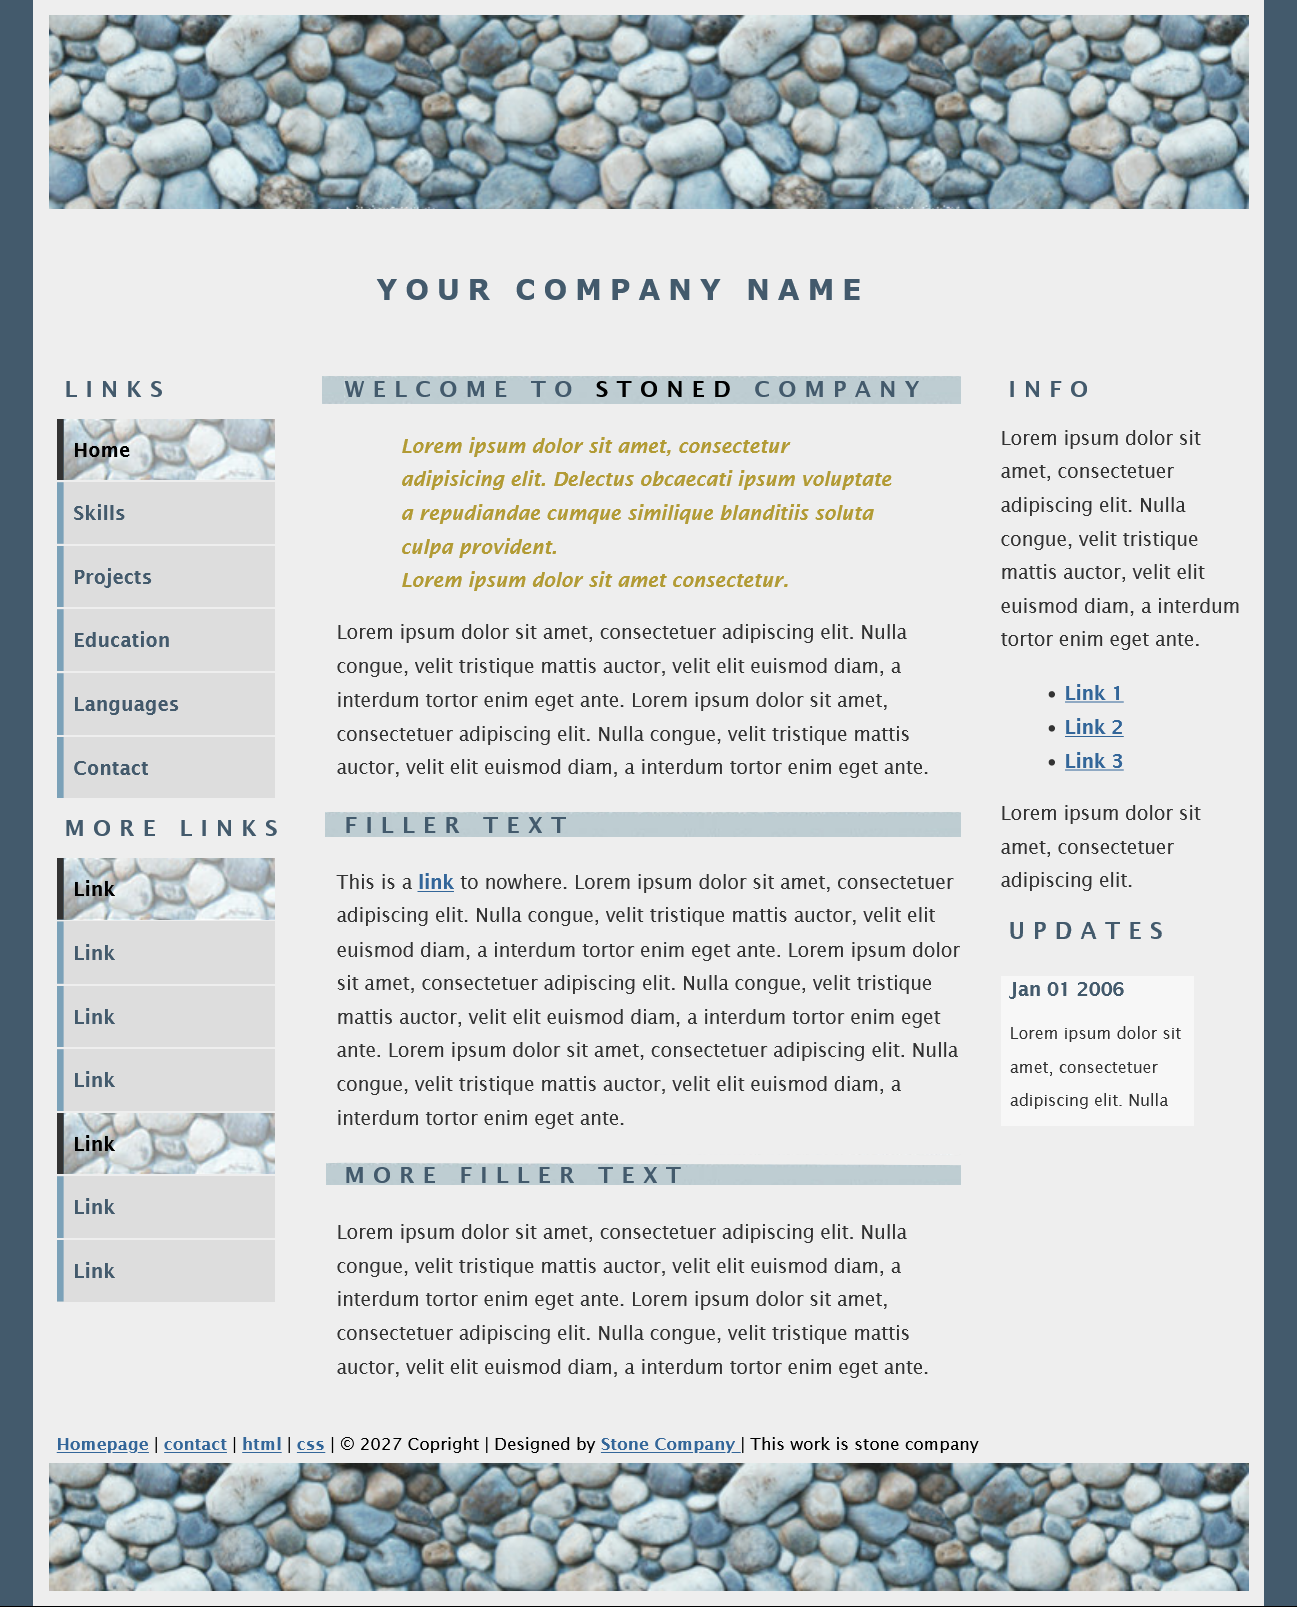 YOUR COMPANY NAME
LINKS
Home
Skills
Projects
Education
Languages
Contact
MORE LINKS
Link
Link
Link
Link
Link
Link
Link
WELCOME TO STONED COMPANY
Lorem ipsum dolor sit amet, consectetur
adipisicing elit. Delectus obcaecati ipsum voluptate
a repudiandae cumque similique blanditiis soluta
culpa provident.
Lorem ipsum dolor sit amet consectetur.
Lorem ipsum dolor sit amet, consectetuer adipiscing elit. Nulla
congue, velit tristique mattis auctor, velit elit euismod diam, a
interdum tortor enim eget ante. Lorem ipsum dolor sit amet,
consectetuer adipiscing elit. Nulla congue, velit tristique mattis
auctor, velit elit euismod diam, a interdum tortor enim eget ante.
FILLER TEXT
This is a link to nowhere. Lorem ipsum dolor sit amet, consectetuer
adipiscing elit. Nulla congue, velit tristique mattis auctor, velit elit
euismod diam, a interdum tortor enim eget ante. Lorem ipsum dolor
sit amet, consectetuer adipiscing elit. Nulla congue, velit tristique
mattis auctor, velit elit euismod diam, a interdum tortor enim eget
ante. Lorem ipsum dolor sit amet, consectetuer adipiscing elit. Nulla
congue, velit tristique mattis auctor, velit elit euismod diam, a
interdum tortor enim eget ante.
MORE FILLER TEXT
Lorem ipsum dolor sit amet, consectetuer adipiscing elit. Nulla
congue, velit tristique mattis auctor, velit elit euismod diam, a
interdum tortor enim eget ante. Lorem ipsum dolor sit amet,
consectetuer adipiscing elit. Nulla congue, velit tristique mattis
auctor, velit elit euismod diam, a interdum tortor enim eget ante.
INFO
Lorem ipsum dolor sit
amet, consectetuer
adipiscing elit. Nulla
congue, velit tristique
mattis auctor, velit elit
euismod diam, a interdum
tortor enim eget ante.
• Link 1
• Link 2
• Link 3
Lorem ipsum dolor sit
amet, consectetuer
adipiscing elit.
UPDATES
Jan 01 2006
Lorem ipsum dolor sit
amet, consectetuer
adipiscing elit. Nulla
Homepage | contact | html | css | © 2027 Copright | Designed by Stone Company | This work is stone company